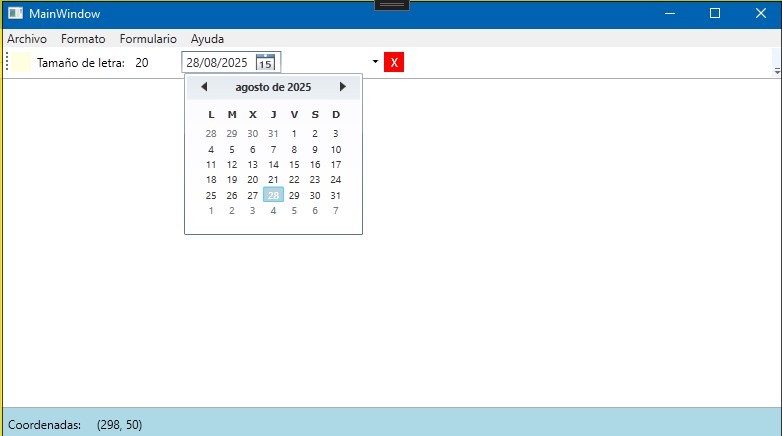 MainWindow
Archivo Formato Formulario Ayuda
Tamaño de letra: 20 28/08/2025 15 X
agosto de 2025
L M X J V S D
28 29 30 31 1 2 3
4 5 6 7 8 9 10
11 12 13 14 15 16 17
18 19 20 21 22 23 24
25 26 27 28 29 30 31
1 2 3 4 5 6 7
Coordenadas: (298, 50)